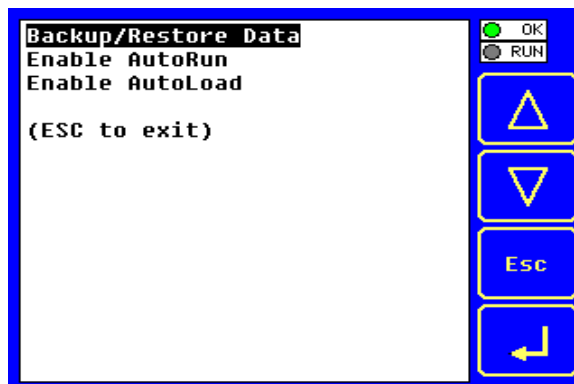 Backup/Restore Data
Enable AutoRun
Enable AutoLoad
(ESC to exit)
OK
RUN
Esc